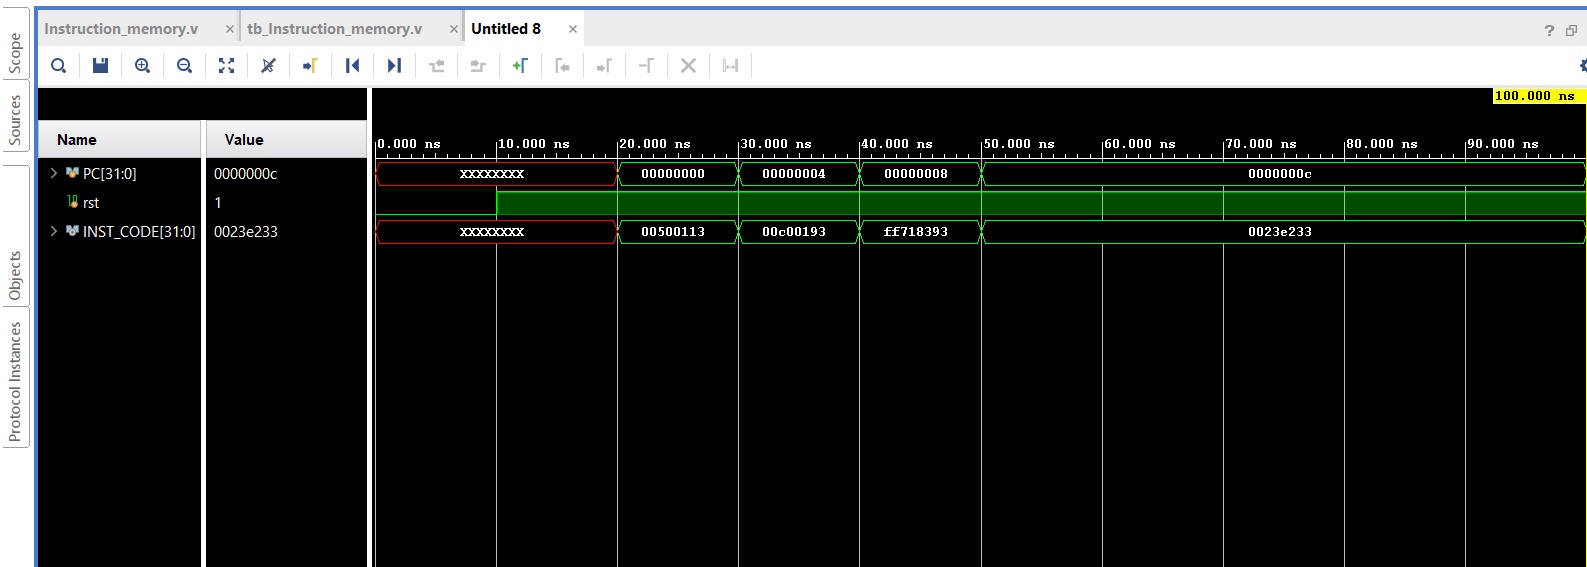 Instruction_memory.v × tb_Instruction_memory.v × Untitled 8 × ?
Scope
Sources
Objects
Protocol Instances
100.000 ns
Name Value
0.000 ns 10.000 ns 20.000 ns 30.000 ns 40.000 ns 50.000 ns 60.000 ns 70.000 ns 80.000 ns 90.000 ns
PC[31:0] 0000000c XXXXXXXX 00000000 00000004 00000008 0000000c
rst 1
INST_CODE[31:0] 0023e233 XXXXXXXX 00500113 00c00193 ff718393 0023e233